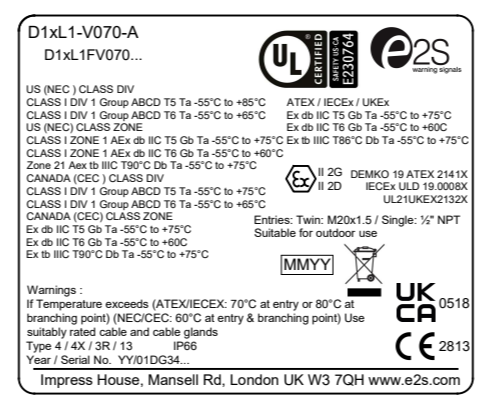 D1xL1-V070-A
D1xL1FV070...
UL
CERTIFIED
SAFETY US CA
E230764
e2S
warning signals
US (NEC ) CLASS DIV
CLASS I DIV 1 Group ABCD T5 Ta -55°C to +85°C
CLASS I DIV 1 Group ABCD T6 Ta -55°C to +65°C
US (NEC) CLASS ZONE
CLASS I ZONE 1 AEx db IIC T5 Gb Ta -55°C to +75°C
CLASS I ZONE 1 AEx db IIC T6 Gb Ta -55°C to +60°C
Zone 21 Aex tb IIIC T90°C Db Ta -55°C to +75°C
CANADA (CEC ) CLASS DIV
CLASS I DIV 1 Group ABCD T5 Ta -55°C to +75°C
CLASS I DIV 1 Group ABCD T6 Ta -55°C to +65°C
CANADA (CEC) CLASS ZONE
Ex db IIC T5 Gb Ta -55°C to +75°C
Ex db IIC T6 Gb Ta -55°C to +60C
Ex tb IIIC T90°C Db Ta -55°C to +75°C
ATEX / IECEx / UKEx
Ex db IIC T5 Gb Ta -55°C to +75°C
Ex db IIC T6 Gb Ta -55°C to +60C
Ex tb IIIC T86°C Db Ta -55°C to +75°C
Ex
II 2G
II 2D
DEMKO 19 ATEX 2141X
IECEx ULD 19.0008X
UL21UKEX2132X
Entries: Twin: M20x1.5 / Single: ½" NPT
Suitable for outdoor use
MMYY
Warnings :
If Temperature exceeds (ATEX/IECEX: 70°C at entry or 80°C at
branching point) (NEC/CEC: 60°C at entry & branching point) Use
suitably rated cable and cable glands
Type 4 / 4X / 3R / 13 IP66
Year / Serial No. YY/01DG34...
UK
CA
0518
CE 2813
Impress House, Mansell Rd, London UK W3 7QH www.e2s.com